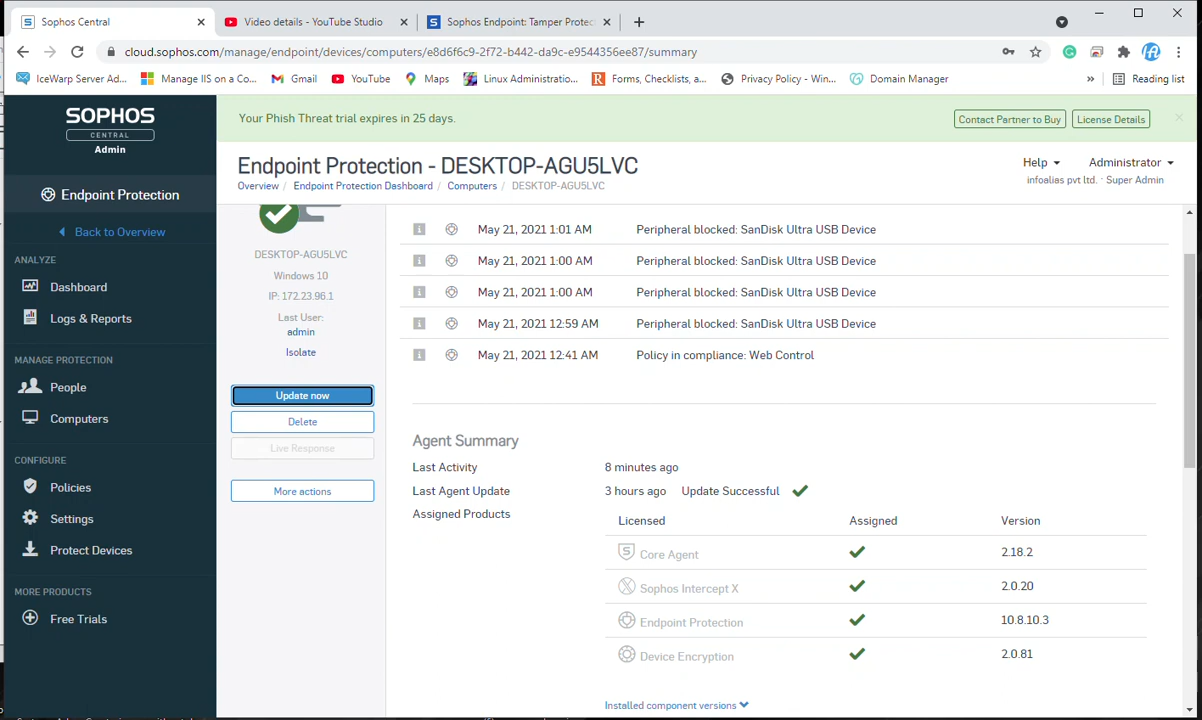 Sophos Central
Video details - YouTube Studio
Sophos Endpoint: Tamper Protec
cloud.sophos.com/manage/endpoint/devices/computers/e8d6f6c9-2f72-b442-da9c-e9544356ee87/summary
IceWarp Server Ad...
Manage IIS on a Co...
Gmail
YouTube
Maps
Linux Administratio...
Forms, Checklists, a...
Privacy Policy - Win...
Domain Manager
»
Reading list
SOPHOS
CENTRAL
Admin
Endpoint Protection
Back to Overview
ANALYZE
Dashboard
Logs & Reports
MANAGE PROTECTION
People
Computers
CONFIGURE
Policies
Settings
Protect Devices
MORE PRODUCTS
Free Trials
Your Phish Threat trial expires in 25 days.
Contact Partner to Buy
License Details
Endpoint Protection - DESKTOP-AGU5LVC
Overview / Endpoint Protection Dashboard / Computers / DESKTOP-AGU5LVC
Help
Administrator
infoalias pvt ltd. · Super Admin
DESKTOP-AGU5LVC
Windows 10
IP: 172.23.96.1
Last User:
admin
Isolate
Update now
Delete
Live Response
More actions
May 21, 2021 1:01 AM Peripheral blocked: SanDisk Ultra USB Device
May 21, 2021 1:00 AM Peripheral blocked: SanDisk Ultra USB Device
May 21, 2021 1:00 AM Peripheral blocked: SanDisk Ultra USB Device
May 21, 2021 12:59 AM Peripheral blocked: SanDisk Ultra USB Device
May 21, 2021 12:41 AM Policy in compliance: Web Control
Agent Summary
Last Activity 8 minutes ago
Last Agent Update 3 hours ago Update Successful
Assigned Products
Licensed Assigned Version
Core Agent 2.18.2
Sophos Intercept X 2.0.20
Endpoint Protection 10.8.10.3
Device Encryption 2.0.81
Installed component versions